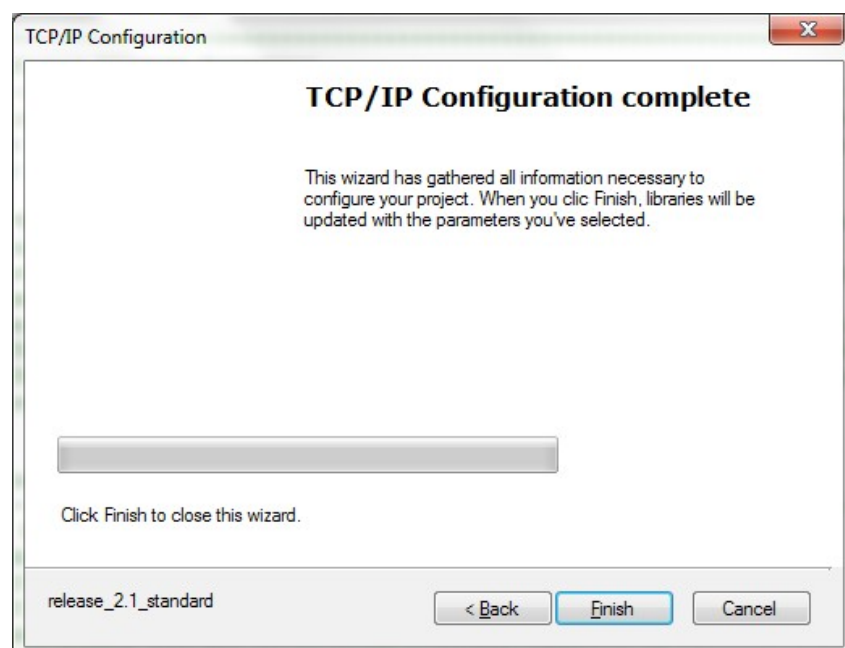 TCP/IP Configuration
TCP/IP Configuration complete
This wizard has gathered all information necessary to
configure your project. When you clic Finish, libraries will be
updated with the parameters you've selected.
Click Finish to close this wizard.
release_2.1_standard
< Back
Finish
Cancel